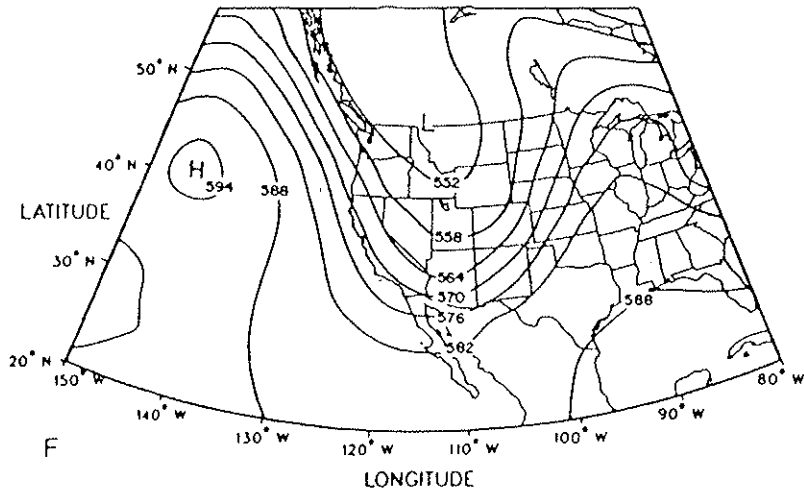 50° N
40° N
H
594
588
L
552
LATITUDE
558
30° N
564
570
588
576
582
20° N
150° W
80° W
140° W
90° W
130° W
120° W
110° W
100° W
F
LONGITUDE